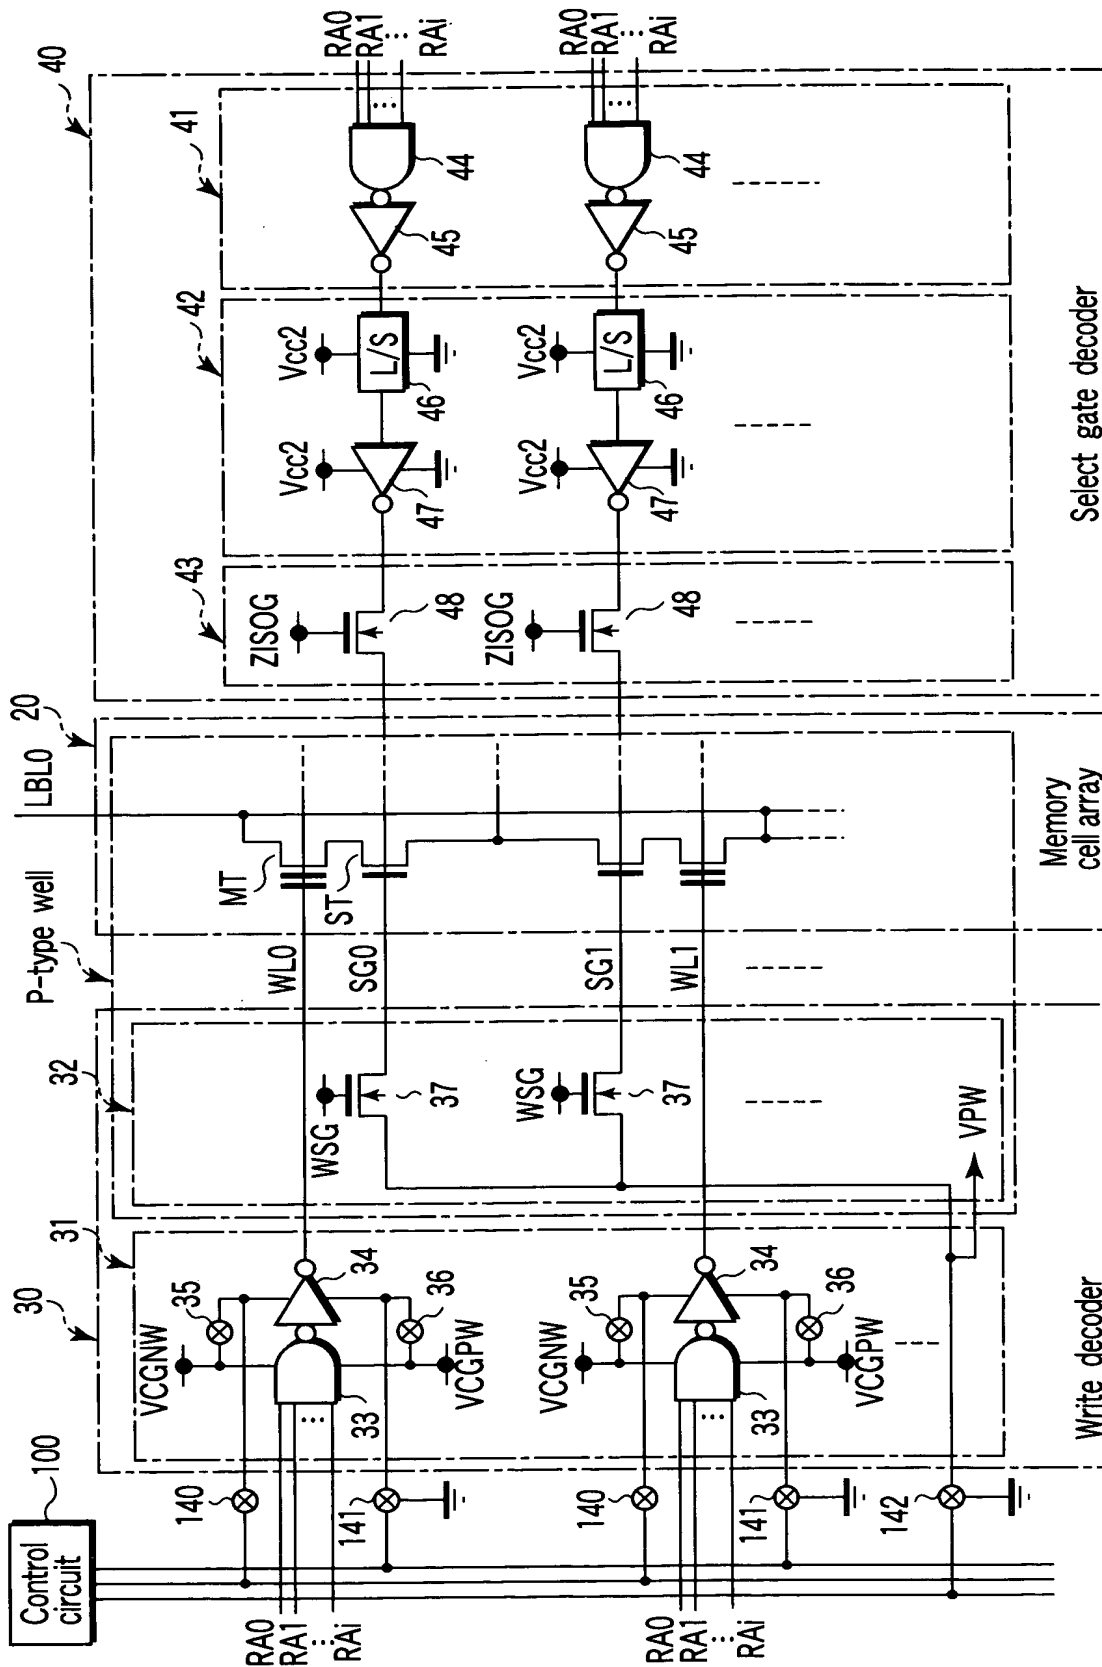 Control
circuit
100
RA0
RA1
RAi
RA0
RA1
RAi
140
141
140
141
142
30
31
32
VCGNW
35
33
34
36
VCGPW
VCGNW
35
33
34
36
VCGPW
Write decoder
WSG
37
WSG
37
VPW
P-type well
WL0
SG0
SG1
WL1
20
LBL0
MT
ST
Memory
cell array
40
43
ZISOG
48
ZISOG
48
42
Vcc2
47
Vcc2
L/S
46
Vcc2
47
Vcc2
L/S
46
41
45
44
45
44
RA0
RA1
RAi
RA0
RA1
RAi
Select gate decoder